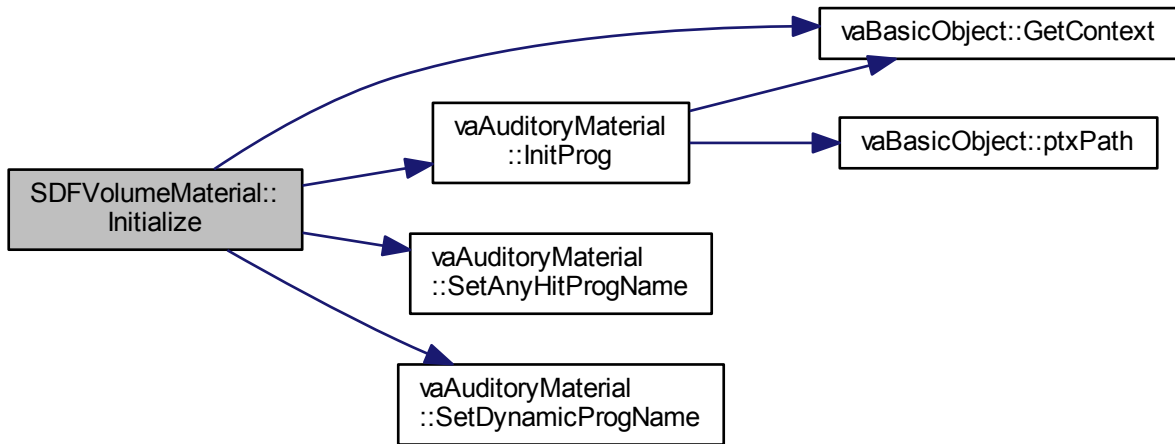 vaBasicObject::GetContext
vaAuditoryMaterial
::InitProg
vaBasicObject::ptxPath
SDFVolumeMaterial::
Initialize
vaAuditoryMaterial
::SetAnyHitProgName
vaAuditoryMaterial
::SetDynamicProgName